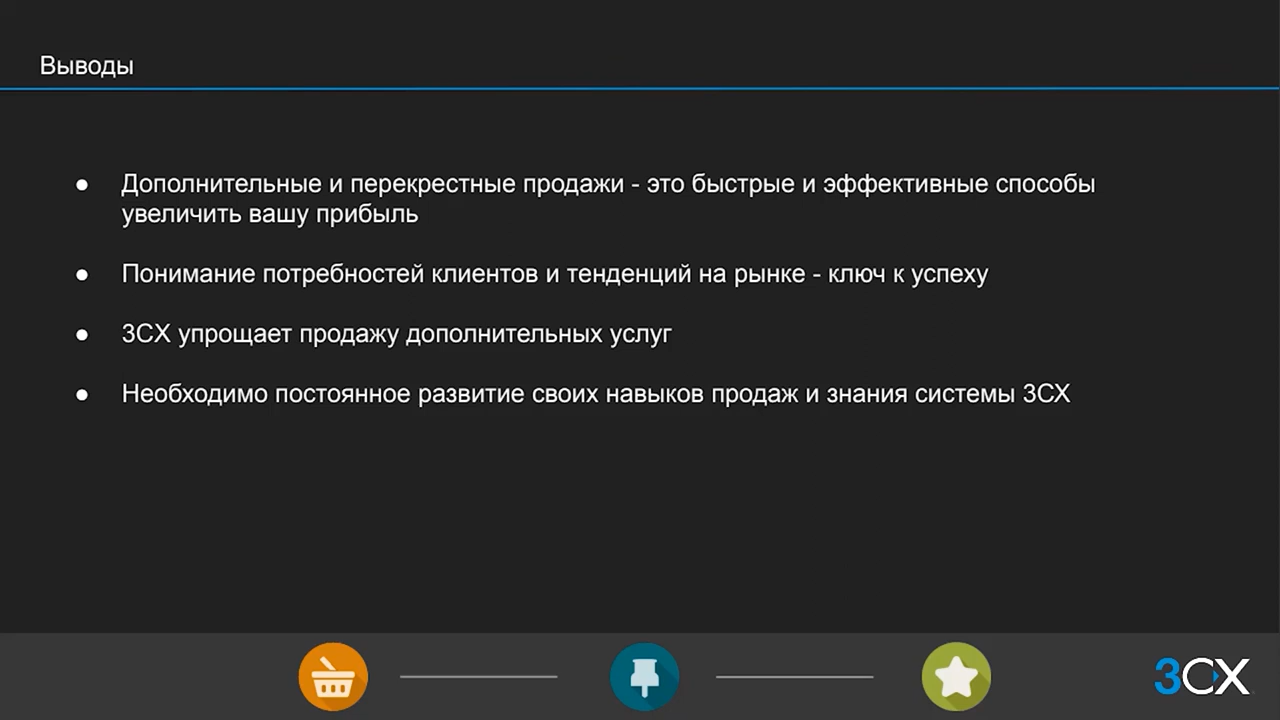 Выводы
● Дополнительные и перекрестные продажи - это быстрые и эффективные способы
увеличить вашу прибыль
● Понимание потребностей клиентов и тенденций на рынке - ключ к успеху
● 3CX упрощает продажу дополнительных услуг
● Необходимо постоянное развитие своих навыков продаж и знания системы 3CX
3CX